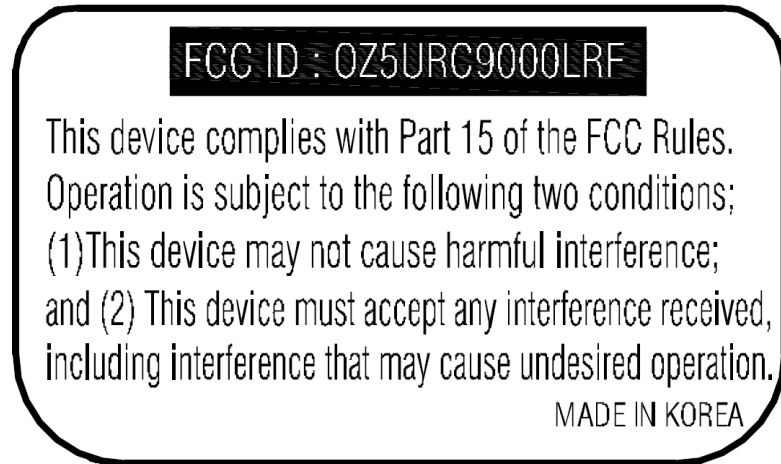 FCC ID : OZ5URC9000LRF
This device complies with Part 15 of the FCC Rules.
Operation is subject to the following two conditions;
(1)This device may not cause harmful interference;
and (2) This device must accept any interference received,
including interference that may cause undesired operation.
MADE IN KOREA